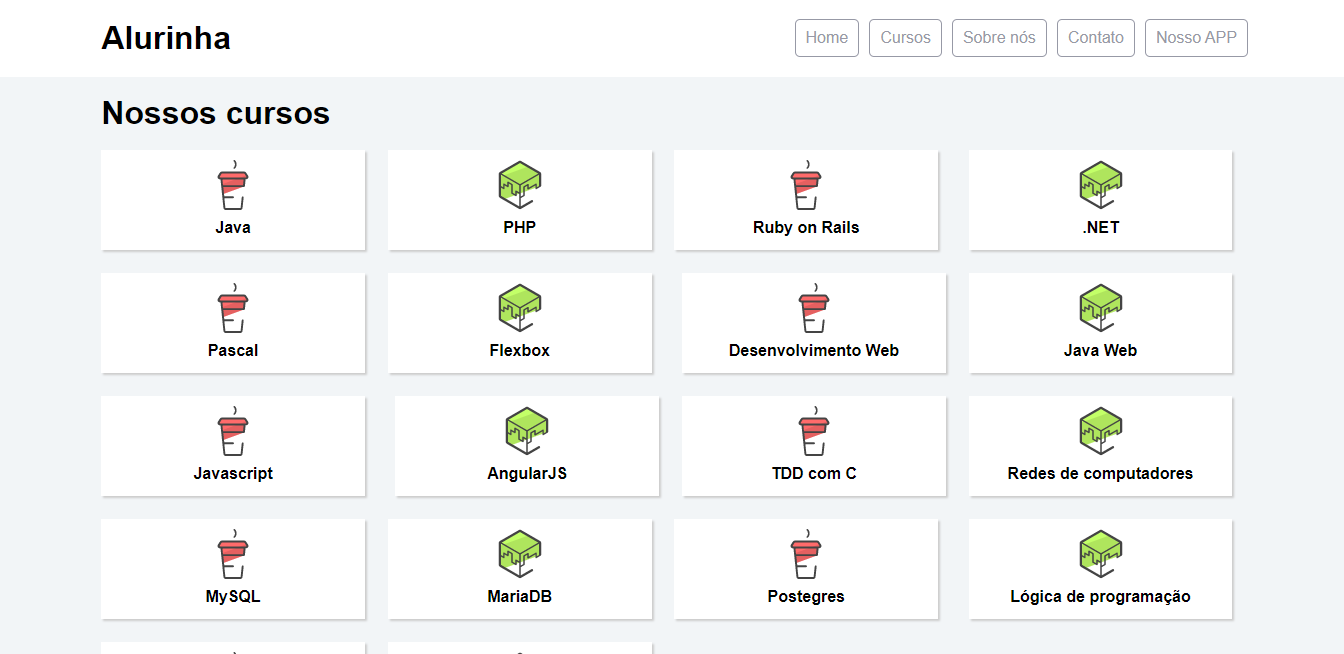 Alurinha
Home Cursos Sobre nós Contato Nosso APP
Nossos cursos
Java PHP Ruby on Rails .NET
Pascal Flexbox Desenvolvimento Web Java Web
Javascript AngularJS TDD com C Redes de computadores
MySQL MariaDB Postegres Lógica de programação